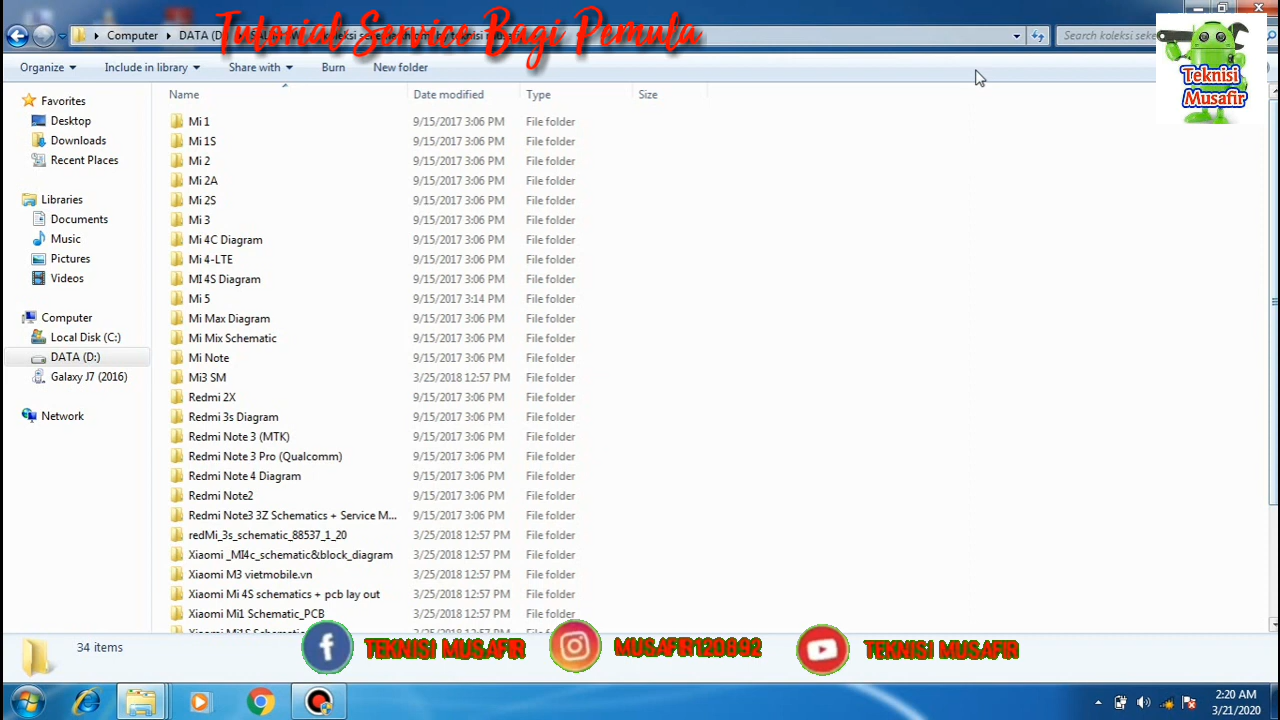 Tutorial Service Bagi Pemula
Computer DATA (D:
Search koleksi
Teknisi
Musafir
Organize Include in library Share with Burn New folder
Name Date modified Type Size
Favorites
Desktop
Downloads
Recent Places
Libraries
Documents
Music
Pictures
Videos
Computer
Local Disk (C:)
DATA (D:)
Galaxy J7 (2016)
Network
Mi 1 9/15/2017 3:06 PM File folder
Mi 1S 9/15/2017 3:06 PM File folder
Mi 2 9/15/2017 3:06 PM File folder
Mi 2A 9/15/2017 3:06 PM File folder
Mi 2S 9/15/2017 3:06 PM File folder
Mi 3 9/15/2017 3:06 PM File folder
Mi 4C Diagram 9/15/2017 3:06 PM File folder
Mi 4-LTE 9/15/2017 3:06 PM File folder
MI 4S Diagram 9/15/2017 3:06 PM File folder
Mi 5 9/15/2017 3:14 PM File folder
Mi Max Diagram 9/15/2017 3:06 PM File folder
Mi Mix Schematic 9/15/2017 3:06 PM File folder
Mi Note 9/15/2017 3:06 PM File folder
Mi3 SM 3/25/2018 12:57 PM File folder
Redmi 2X 9/15/2017 3:06 PM File folder
Redmi 3s Diagram 9/15/2017 3:06 PM File folder
Redmi Note 3 (MTK) 9/15/2017 3:06 PM File folder
Redmi Note 3 Pro (Qualcomm) 9/15/2017 3:06 PM File folder
Redmi Note 4 Diagram 9/15/2017 3:06 PM File folder
Redmi Note2 9/15/2017 3:06 PM File folder
Redmi Note3 3Z Schematics + Service M... 9/15/2017 3:06 PM File folder
redMi_3s_schematic_88537_1_20 3/25/2018 12:57 PM File folder
Xiaomi _MI4c_schematic&block_diagram 3/25/2018 12:57 PM File folder
Xiaomi M3 vietmobile.vn 3/25/2018 12:57 PM File folder
Xiaomi Mi 4S schematics + pcb lay out 3/25/2018 12:57 PM File folder
Xiaomi Mi1 Schematic_PCB 3/25/2018 12:57 PM File folder
34 items
TEKNISI MUSAFIR MUSAFIR120692 TEKNISI MUSAFIR
2:20 AM
3/21/2020